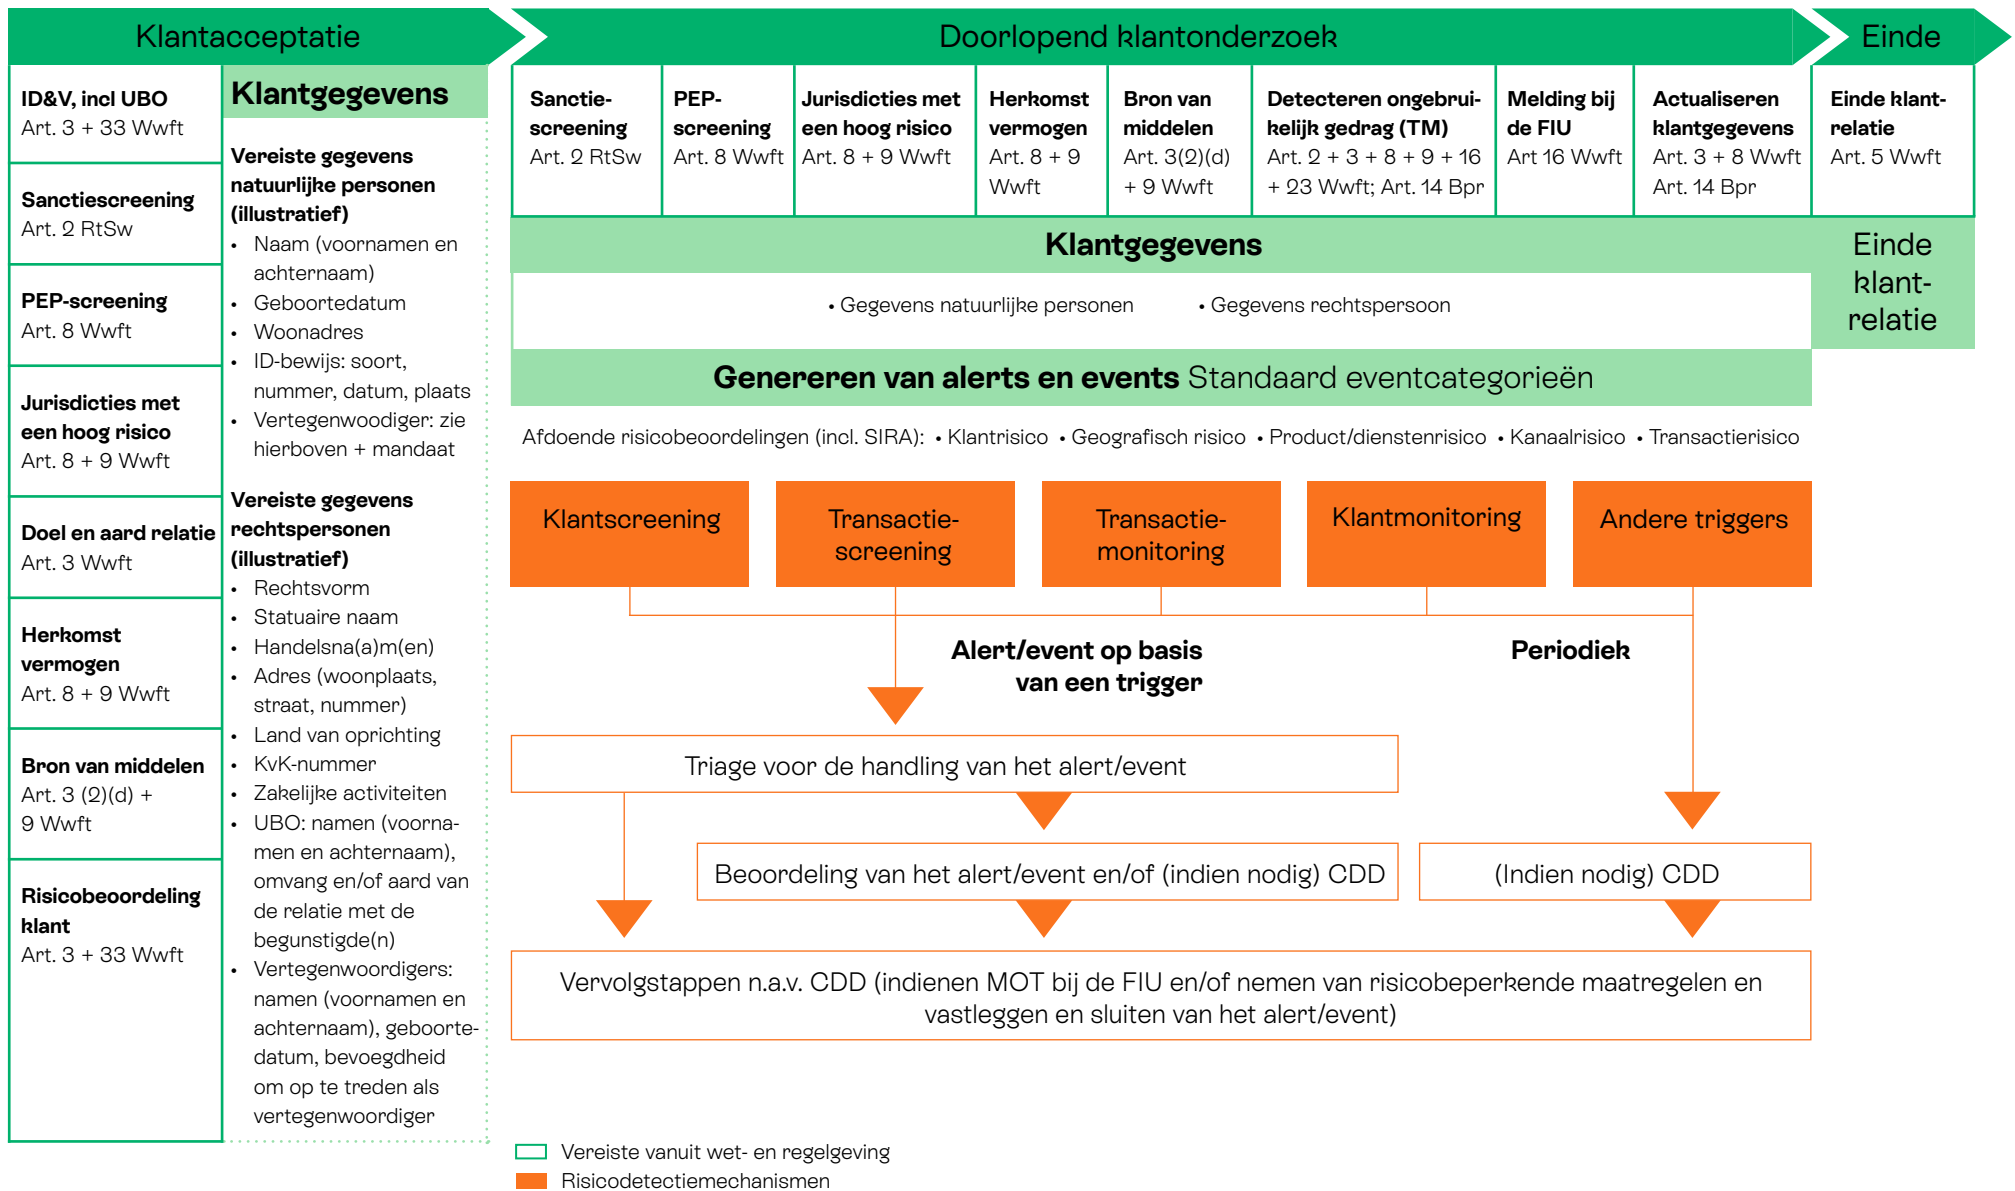 Klantacceptatie
Doorlopend klantonderzoek
Einde
ID&V, incl UBO
Art. 3 + 33 Wwft
Sanctiescreening
Art. 2 RtSw
PEP-screening
Art. 8 Wwft
Jurisdicties met
een hoog risico
Art. 8 + 9 Wwft
Doel en aard relatie
Art. 3 Wwft
Herkomst
vermogen
Art. 8 + 9 Wwft
Bron van middelen
Art. 3 (2)(d) +
9 Wwft
Risicobeoordeling
klant
Art. 3 + 33 Wwft
Klantgegevens
Vereiste gegevens
natuurlijke personen
(illustratief)
• Naam (voornamen en
achternaam)
• Geboortedatum
• Woonadres
• ID-bewijs: soort,
nummer, datum, plaats
• Vertegenwoodiger: zie
hierboven + mandaat
Vereiste gegevens
rechtspersonen
(illustratief)
• Rechtsvorm
• Statuaire naam
• Handelsna(a)m(en)
• Adres (woonplaats,
straat, nummer)
• Land van oprichting
• KvK-nummer
• Zakelijke activiteiten
• UBO: namen (voorna-
men en achternaam),
omvang en/of aard van
de relatie met de
begunstigde(n)
• Vertegenwoordigers:
namen (voornamen en
achternaam), geboorte-
datum, bevoegdheid
om op te treden als
vertegenwoordiger
Sanctie-
screening
Art. 2 RtSw
PEP-
screening
Art. 8 Wwft
Jurisdicties met
een hoog risico
Art. 8 + 9 Wwft
Herkomst
vermogen
Art. 8 + 9
Wwft
Bron van
middelen
Art. 3(2)(d)
+ 9 Wwft
Detecteren ongebrui-
kelijk gedrag (TM)
Art. 2 + 3 + 8 + 9 + 16
+ 23 Wwft; Art. 14 Bpr
Melding bij
de FIU
Art 16 Wwft
Actualiseren
klantgegevens
Art. 3 + 8 Wwft
Art. 14 Bpr
Einde klant-
relatie
Art. 5 Wwft
Klantgegevens
• Gegevens natuurlijke personen • Gegevens rechtspersoon
Einde
klant-
relatie
Genereren van alerts en events Standaard eventcategorieën
Afdoende risicobeoordelingen (incl. SIRA): • Klantrisico • Geografisch risico • Product/dienstenrisico • Kanaalrisico • Transactierisico
Klantscreening
Transactie-
screening
Transactie-
monitoring
Klantmonitoring
Andere triggers
Alert/event op basis
van een trigger
Periodiek
Triage voor de handling van het alert/event
Beoordeling van het alert/event en/of (indien nodig) CDD
(Indien nodig) CDD
Vervolgstappen n.a.v. CDD (indienen MOT bij de FIU en/of nemen van risicobeperkende maatregelen en
vastleggen en sluiten van het alert/event)
Vereiste vanuit wet- en regelgeving
Risicodetectiemechanismen